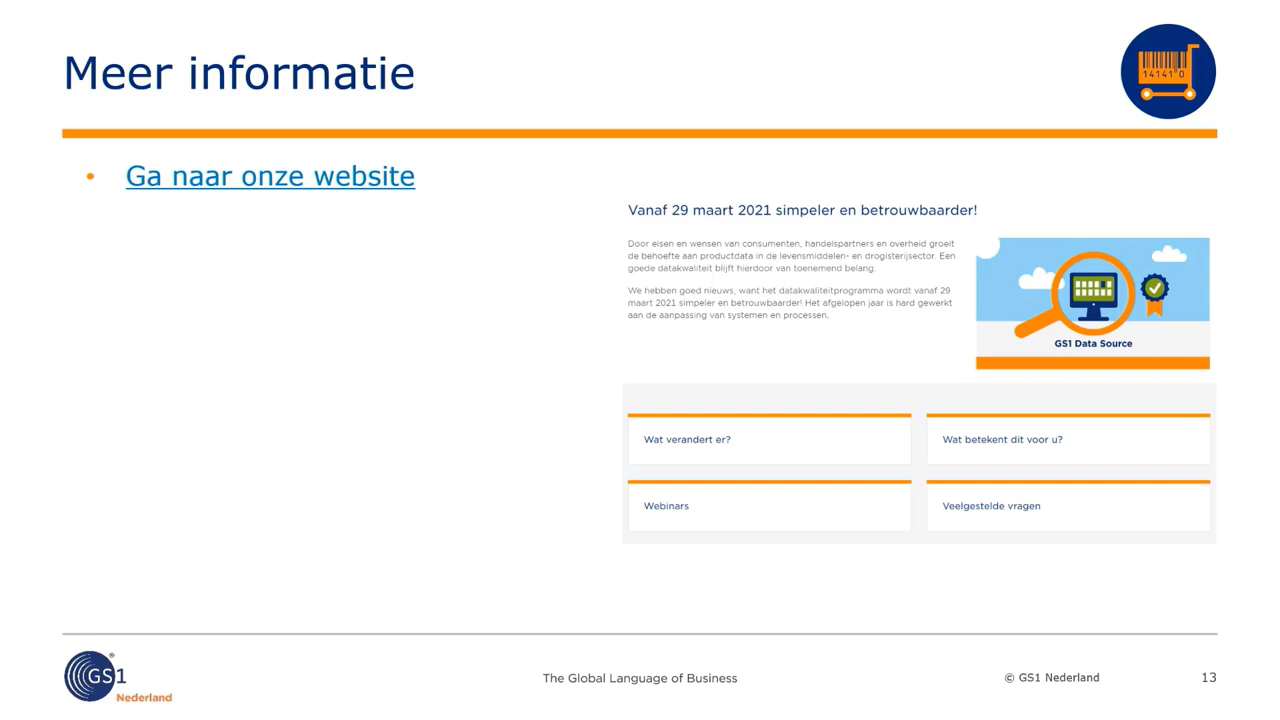 Meer informatie
14141 0
• Ga naar onze website
Vanaf 29 maart 2021 simpeler en betrouwbaarder!
Door eisen en wensen van consumenten, handelspartners en overheid groeit
de behoefte aan productdata in de levensmiddelen- en drogisterijsector. Een
goede datakwaliteit blijft hierdoor van toenemend belang.
We hebben goed nieuws, want het datakwaliteitprogramma wordt vanaf 29
maart 2021 simpeler en betrouwbaarder! Het afgelopen jaar is hard gewerkt
aan de aanpassing van systemen en processen.
GS1 Data Source
Wat verandert er?
Wat betekent dit voor u?
Webinars
Veelgestelde vragen
GS1 ®
Nederland
The Global Language of Business
© GS1 Nederland
13